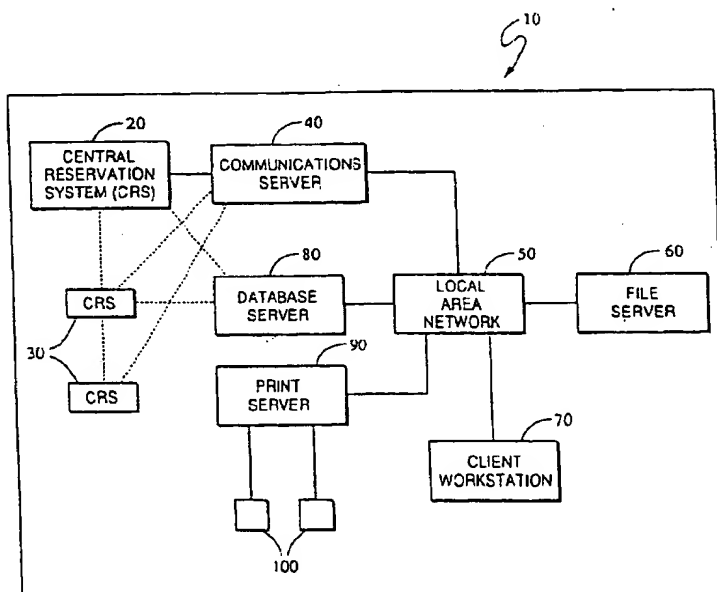 10
20
CENTRAL
RESERVATION
SYSTEM (CRS)
40
COMMUNICATIONS
SERVER
80
DATABASE
SERVER
50
LOCAL
AREA
NETWORK
60
FILE
SERVER
30
CRS
CRS
90
PRINT
SERVER
70
CLIENT
WORKSTATION
100